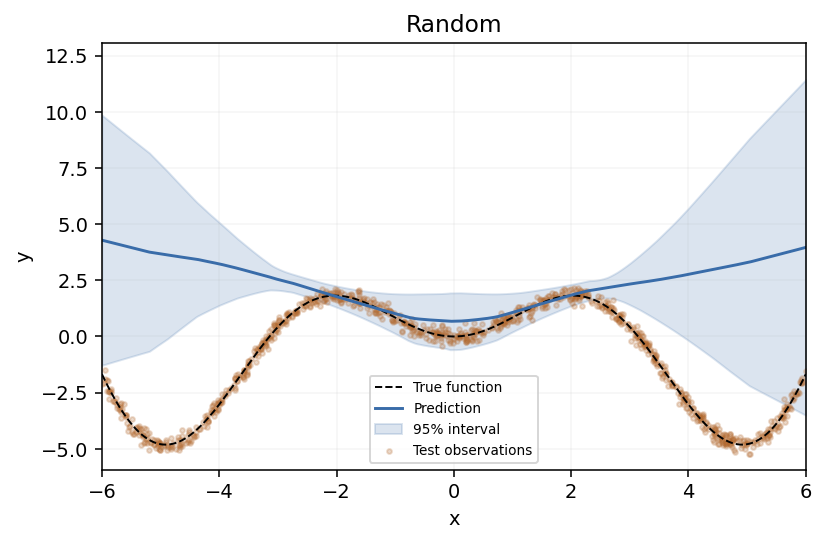 Random
12.5
10.0
7.5
5.0
2.5
0.0
−2.5
−5.0
y
True function
Prediction
95% interval
Test observations
−6
−4
−2
0
2
4
6
x